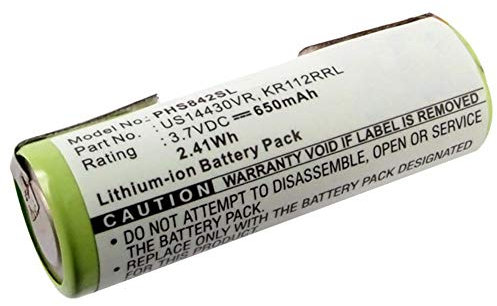 Model No.: PHS842SL
Part No. : US14430VR, KR112RRL
Rating : 3.7VDC ⎓ 650mAh
2.41Wh
Lithium-ion Battery Pack
CAUTION WARRANTY VOID IF LABEL REMOVED
• DO NOT ATTEMPT TO DISASSEMBLE, OPEN OR SERVICE
THE BATTERY PACK.
• REPLACE ONLY WITH THE BATTERY PACK DESIGNATED
FOR THIS PRODUCT.